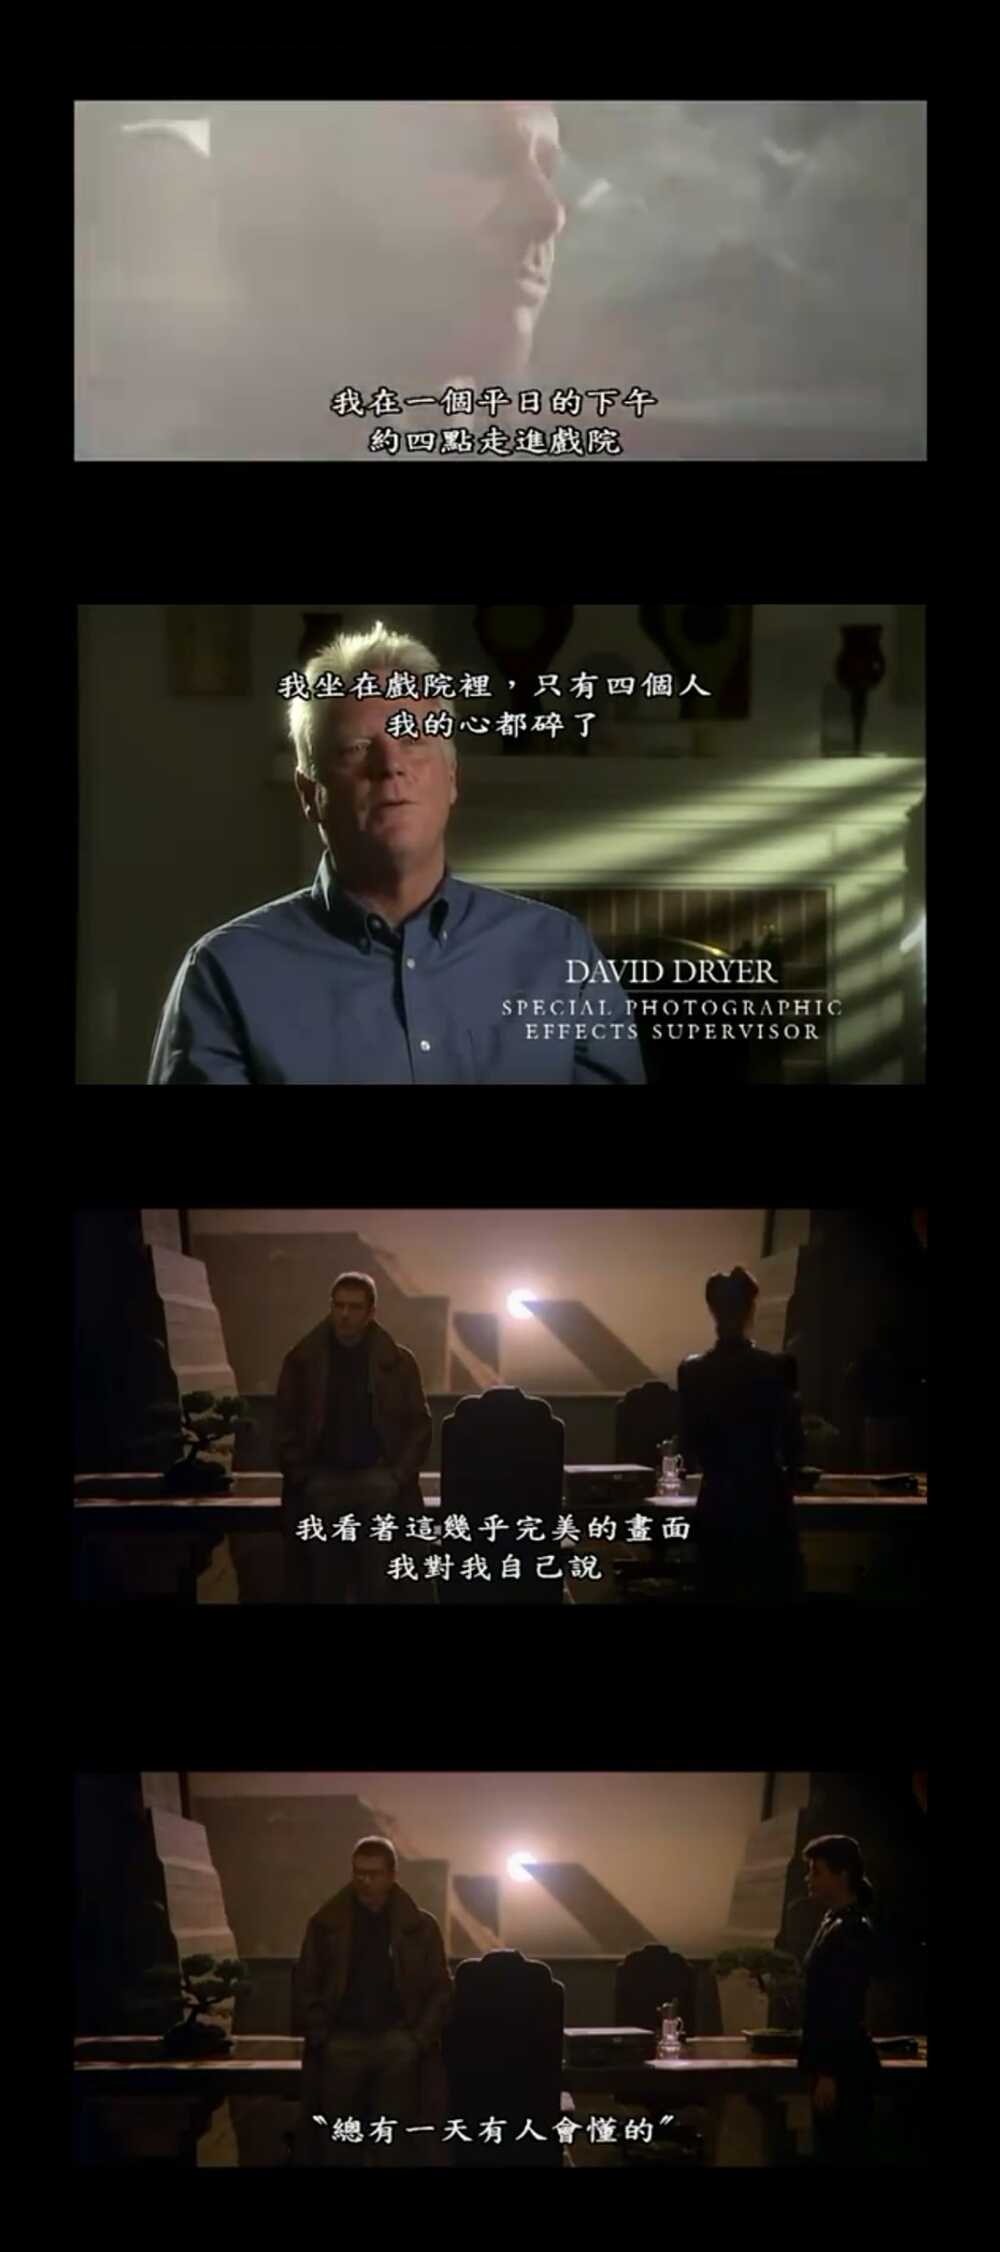 我在一個平日的下午
約四點走進戲院
我坐在戲院裡，只有四個人
我的心都碎了
DAVID DRYER
SPECIAL PHOTOGRAPHIC
EFFECTS SUPERVISOR
我看著這幾乎完美的畫面
我對我自己說
〝總有一天有人會懂的〞